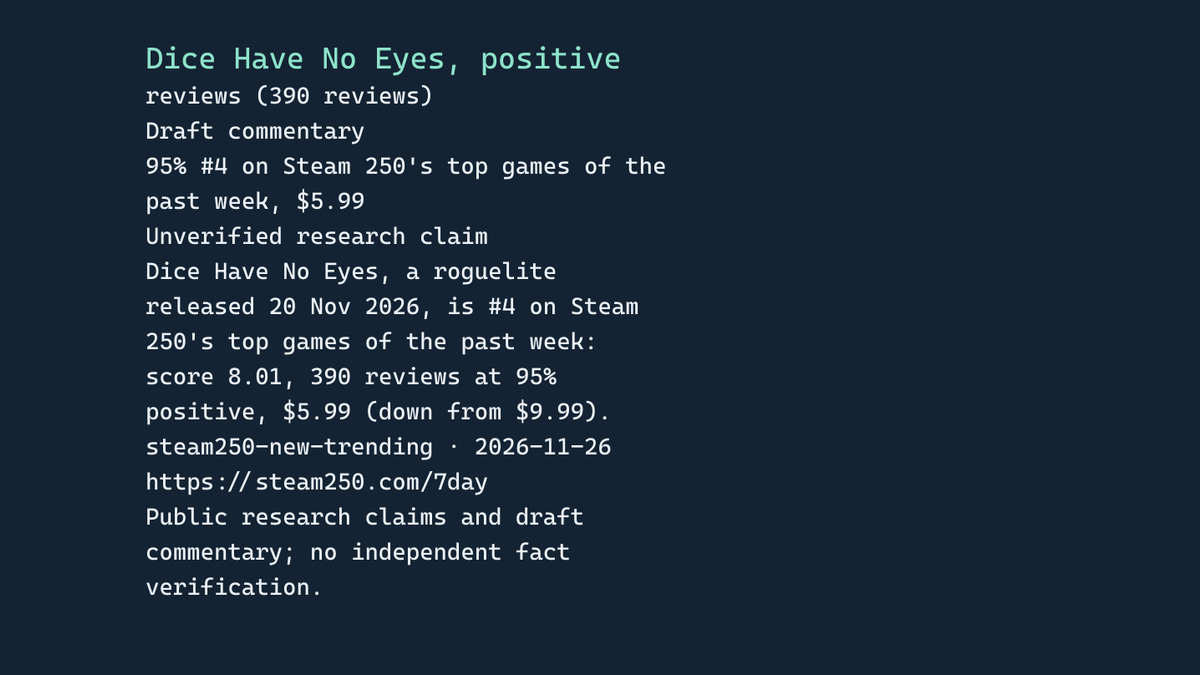 Dice Have No Eyes, positive
reviews (390 reviews)
Draft commentary
95% #4 on Steam 250's top games of the
past week, $5.99
Unverified research claim
Dice Have No Eyes, a roguelite
released 20 Nov 2026, is #4 on Steam
250's top games of the past week:
score 8.01, 390 reviews at 95%
positive, $5.99 (down from $9.99).
steam250-new-trending · 2026-11-26
https://steam250.com/7day
Public research claims and draft
commentary; no independent fact
verification.